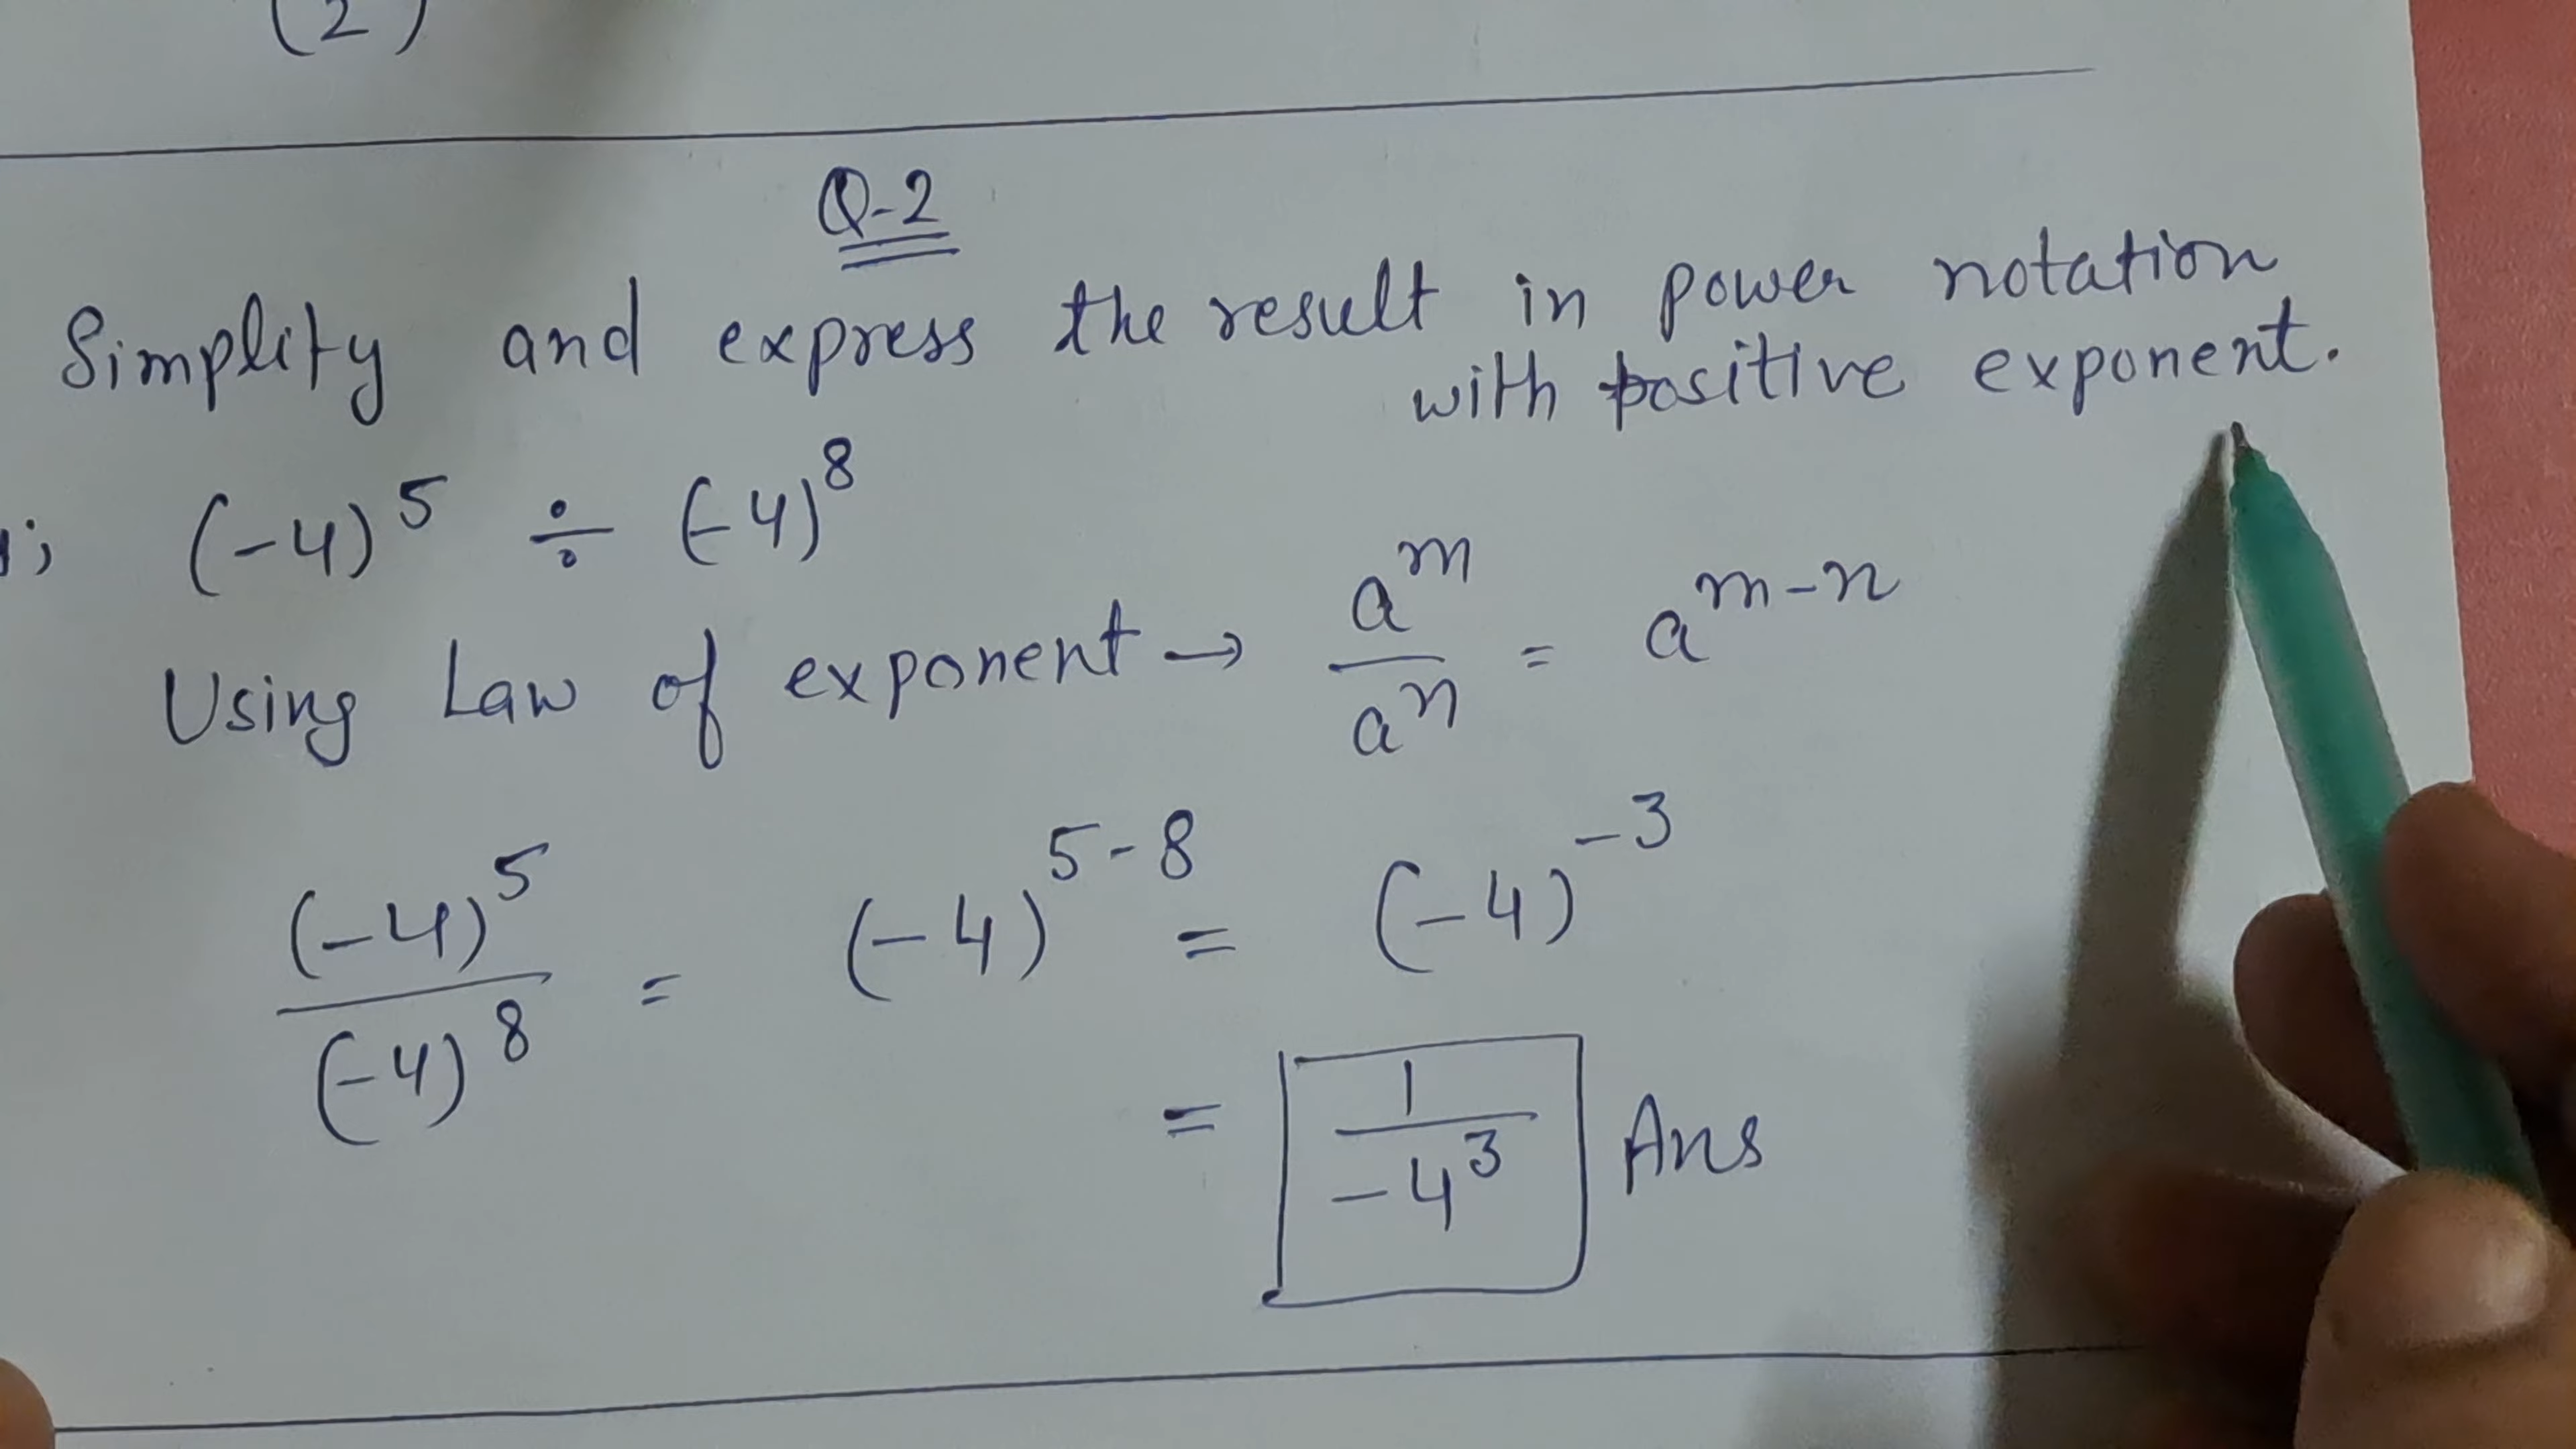 (2)
Q-2
Simplify and express the result in power notation
with positive exponent.
i; (-4)^5 ÷ (-4)^8
Using Law of exponent → a^m/a^n = a^(m-n)
(-4)^5/(-4)^8 = (-4)^(5-8) = (-4)^-3
= 1/-4^3 Ans